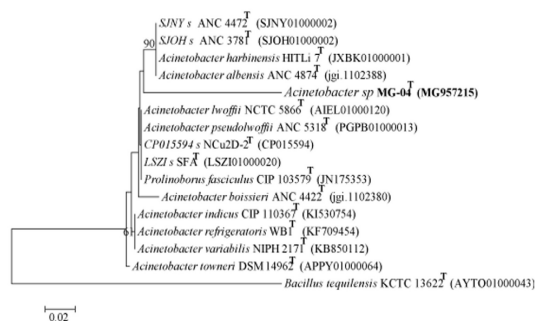 SJNY s ANC 4472T (SJNY01000002)
90
SJOH s ANC 3781T (SJOH01000002)
Acinetobacter harbinensis HITLi 7T (JXBK01000001)
Acinetobacter albensis ANC 4874T (jgi.1102388)
Acinetobacter sp MG-04T (MG957215)
Acinetobacter lwoffii NCTC 5866T (AIEL01000120)
Acinetobacter pseudolwoffii ANC 5318T (PGPB01000013)
CP015594 s NCu2D-2T (CP015594)
LSZI s SFAT (LSZI01000020)
Prolinoborus fasciculus CIP 103579T (JN175353)
Acinetobacter boissieri ANC 4422T (jgi.1102380)
Acinetobacter indicus CIP 110367T (KI530754)
61
Acinetobacter refrigeratoris WB1T (KF709454)
Acinetobacter variabilis NIPH 2171T (KB850112)
Acinetobacter towneri DSM 14962T (APPY01000064)
Bacillus tequilensis KCTC 13622T (AYTO01000043)
0.02